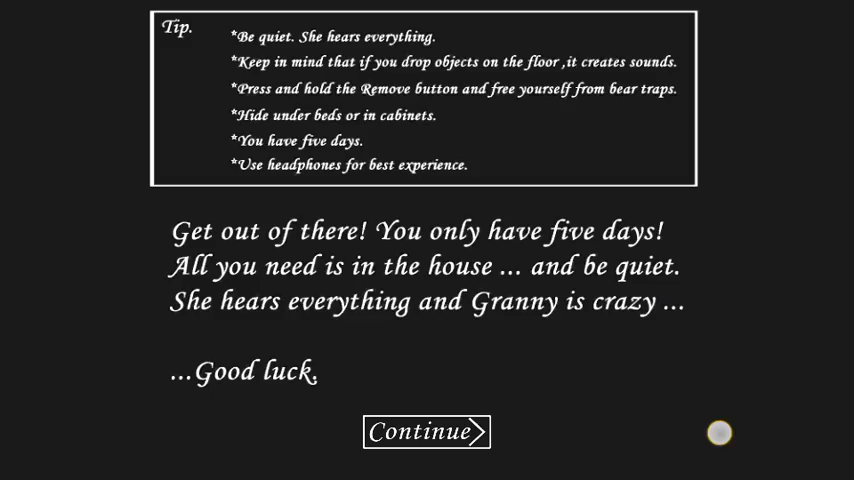 Tip.
*Be quiet. She hears everything.
*Keep in mind that if you drop objects on the floor ,it creates sounds.
*Press and hold the Remove button and free yourself from bear traps.
*Hide under beds or in cabinets.
*You have five days.
*Use headphones for best experience.
Get out of there! You only have five days!
All you need is in the house ... and be quiet.
She hears everything and Granny is crazy ...
...Good luck.
Continue>